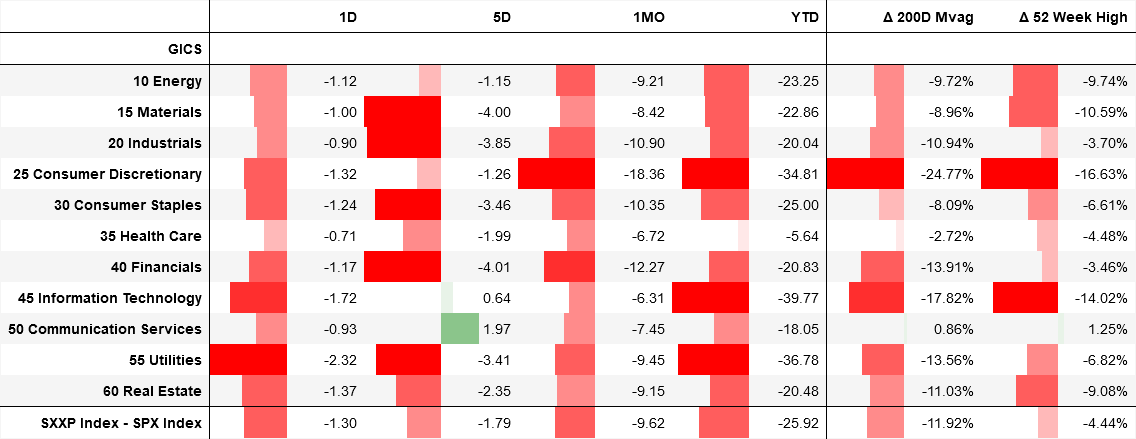 1D 5D 1MO YTD Δ 200D Mvag Δ 52 Week High
GICS
10 Energy -1.12 -1.15 -9.21 -23.25 -9.72% -9.74%
15 Materials -1.00 -4.00 -8.42 -22.86 -8.96% -10.59%
20 Industrials -0.90 -3.85 -10.90 -20.04 -10.94% -3.70%
25 Consumer Discretionary -1.32 -1.26 -18.36 -34.81 -24.77% -16.63%
30 Consumer Staples -1.24 -3.46 -10.35 -25.00 -8.09% -6.61%
35 Health Care -0.71 -1.99 -6.72 -5.64 -2.72% -4.48%
40 Financials -1.17 -4.01 -12.27 -20.83 -13.91% -3.46%
45 Information Technology -1.72 0.64 -6.31 -39.77 -17.82% -14.02%
50 Communication Services -0.93 1.97 -7.45 -18.05 0.86% 1.25%
55 Utilities -2.32 -3.41 -9.45 -36.78 -13.56% -6.82%
60 Real Estate -1.37 -2.35 -9.15 -20.48 -11.03% -9.08%
SXXP Index - SPX Index -1.30 -1.79 -9.62 -25.92 -11.92% -4.44%